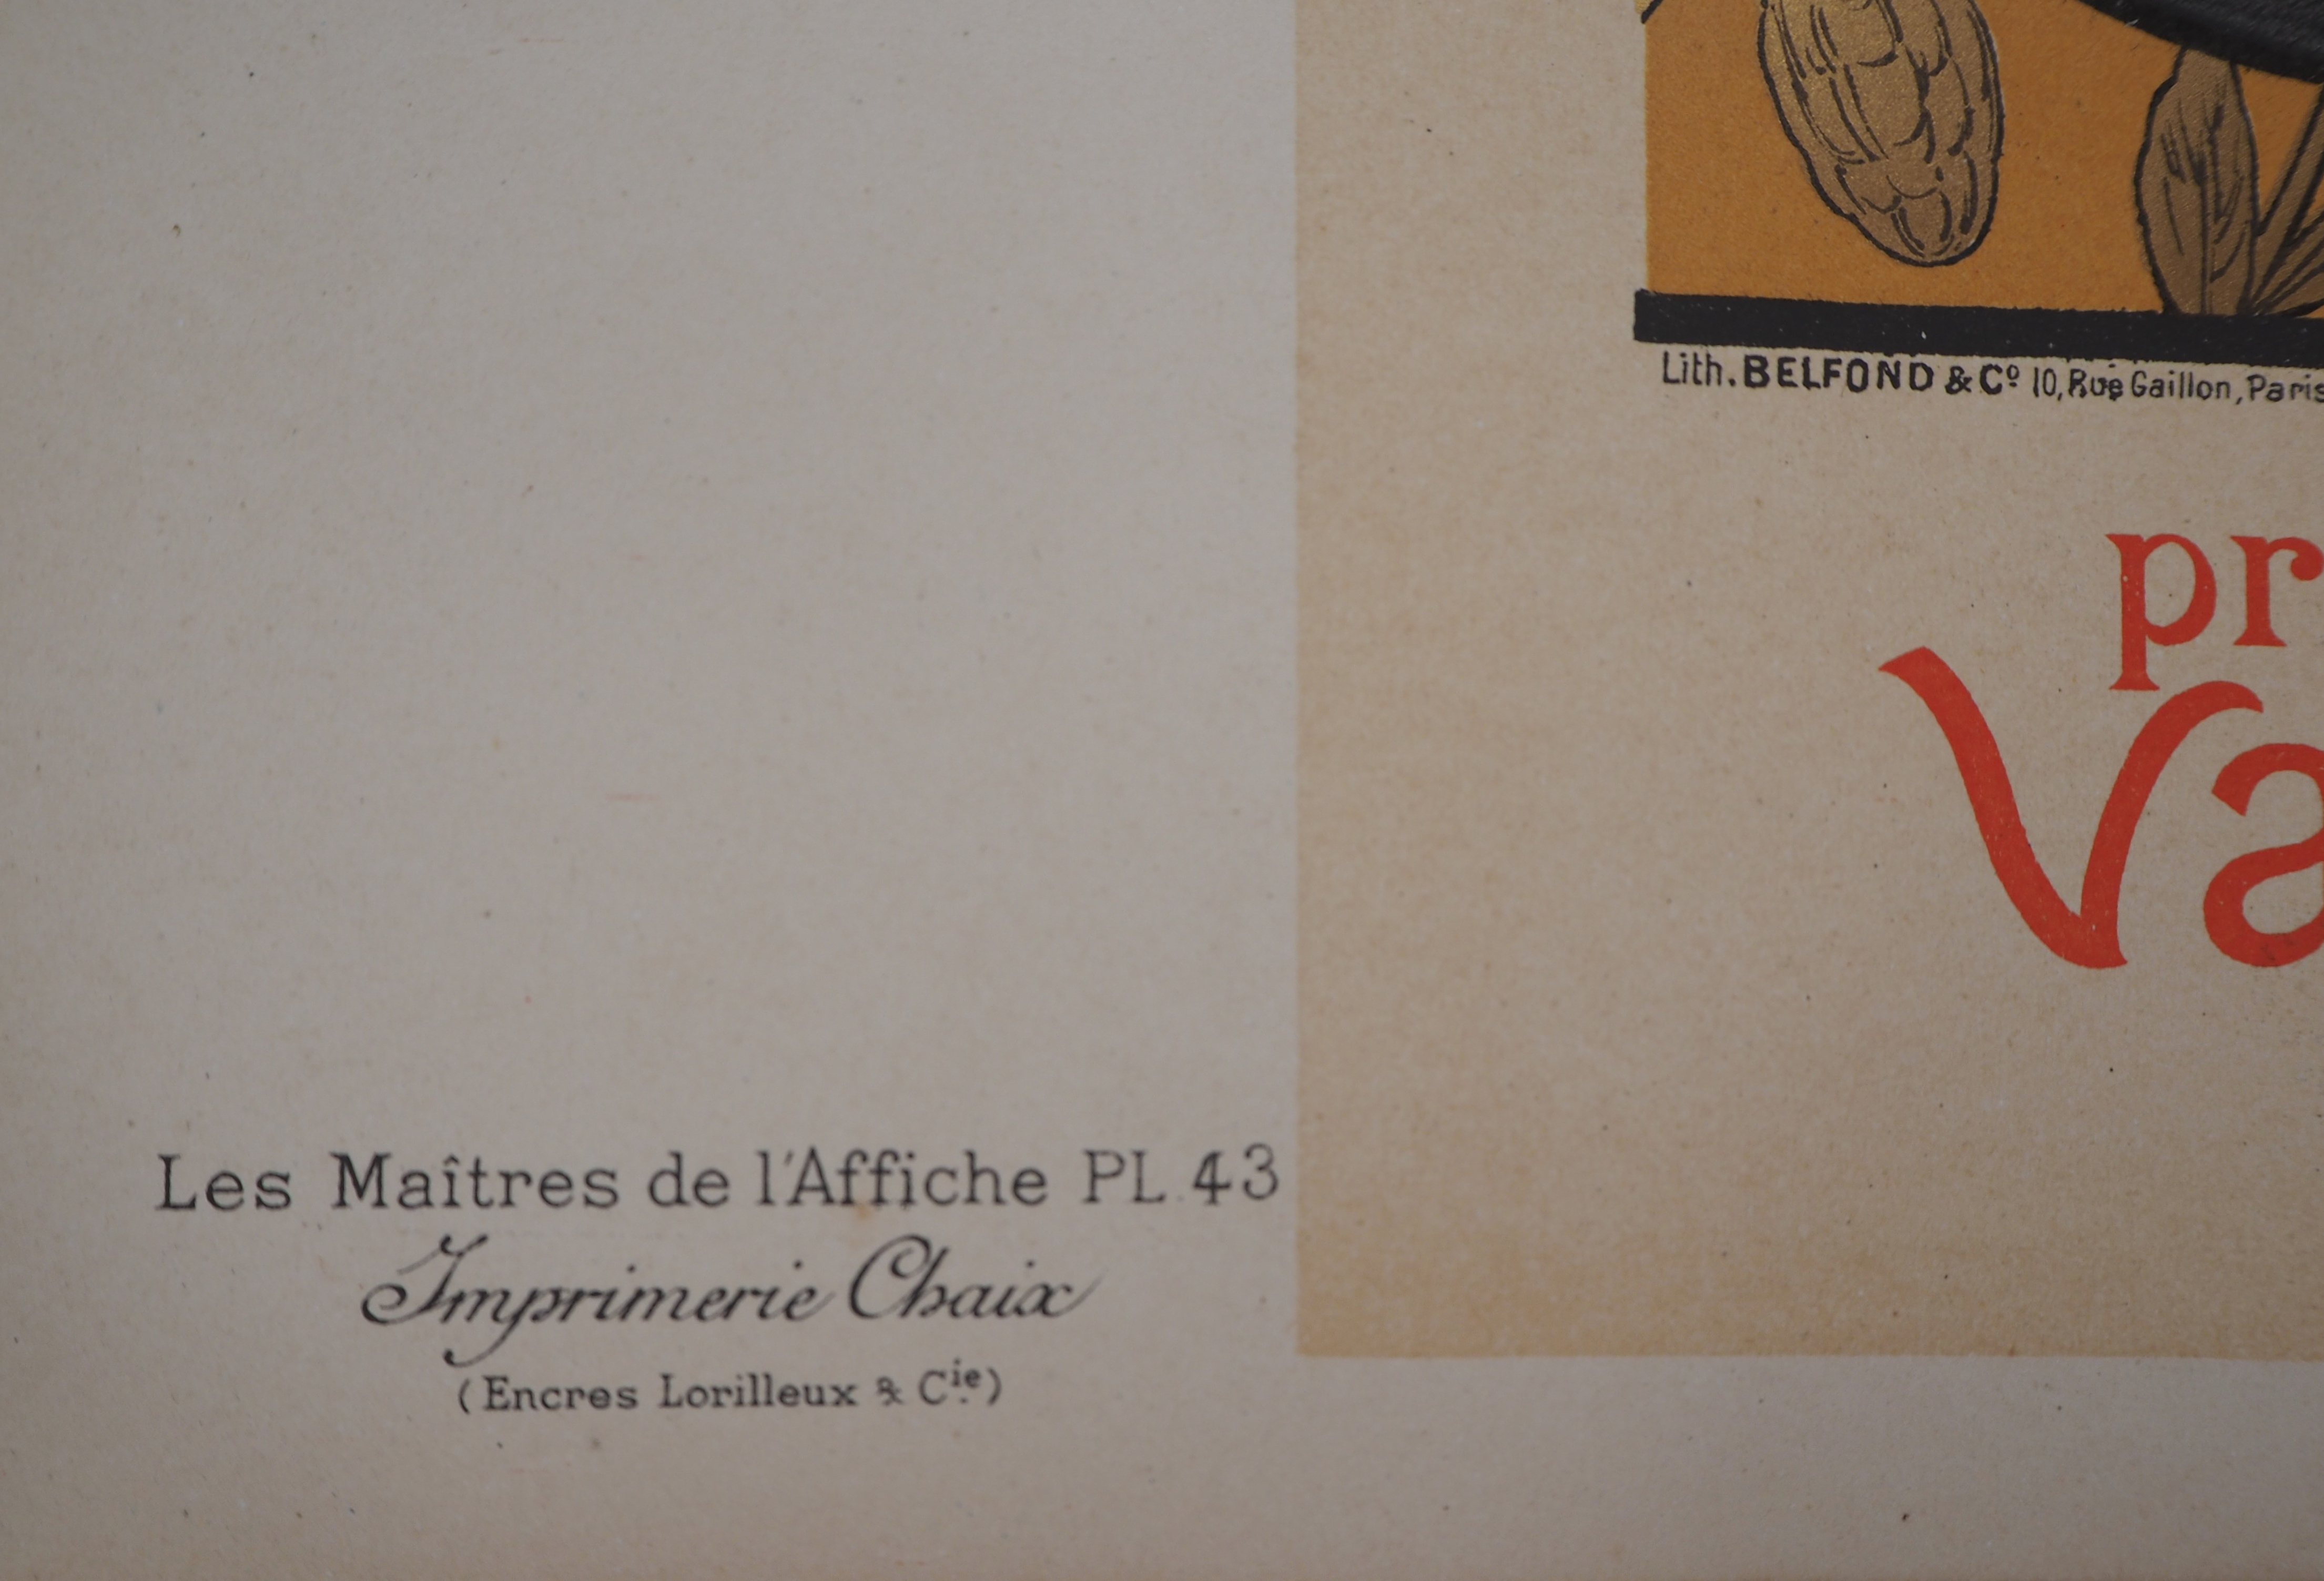 Lith. BELFOND & Cº 10, Rue Gaillon, Paris
pr
Va
Les Maîtres de l'Affiche PL. 43
Imprimerie Chaix
(Encres Lorilleux & Cie.)